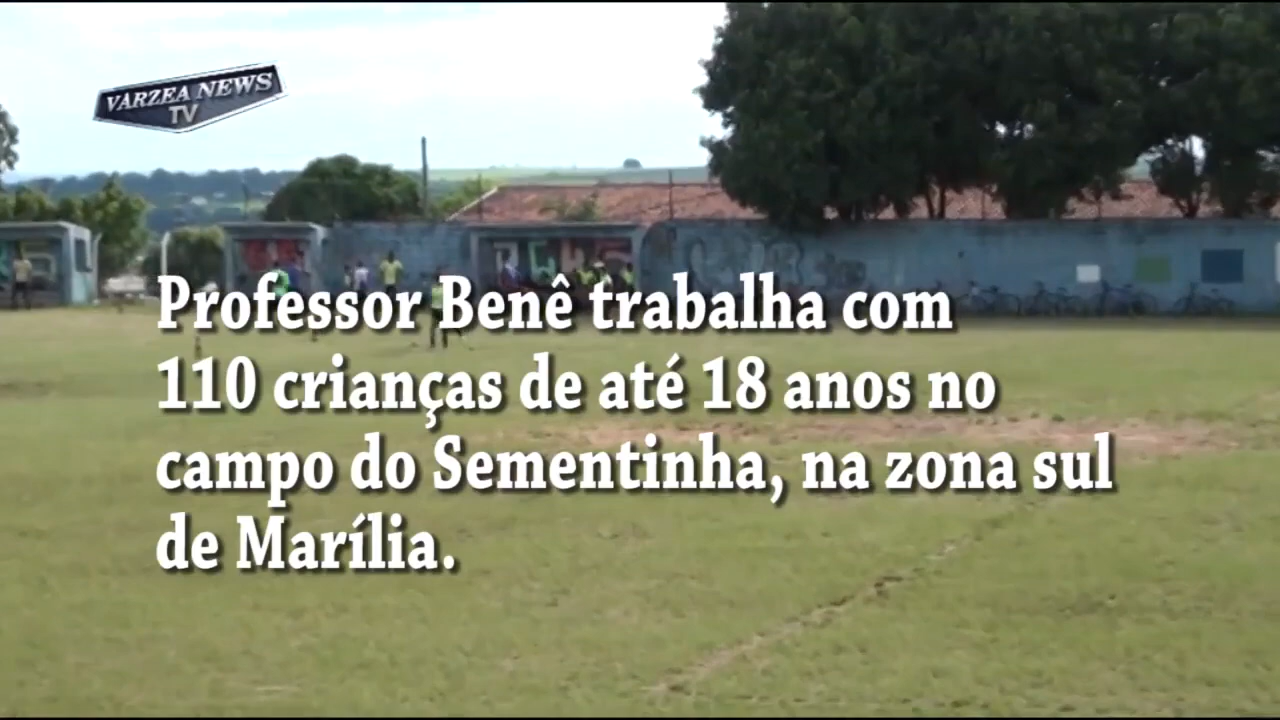 VARZEA NEWS
TV
Professor Benê trabalha com
110 crianças de até 18 anos no
campo do Sementinha, na zona sul
de Marília.